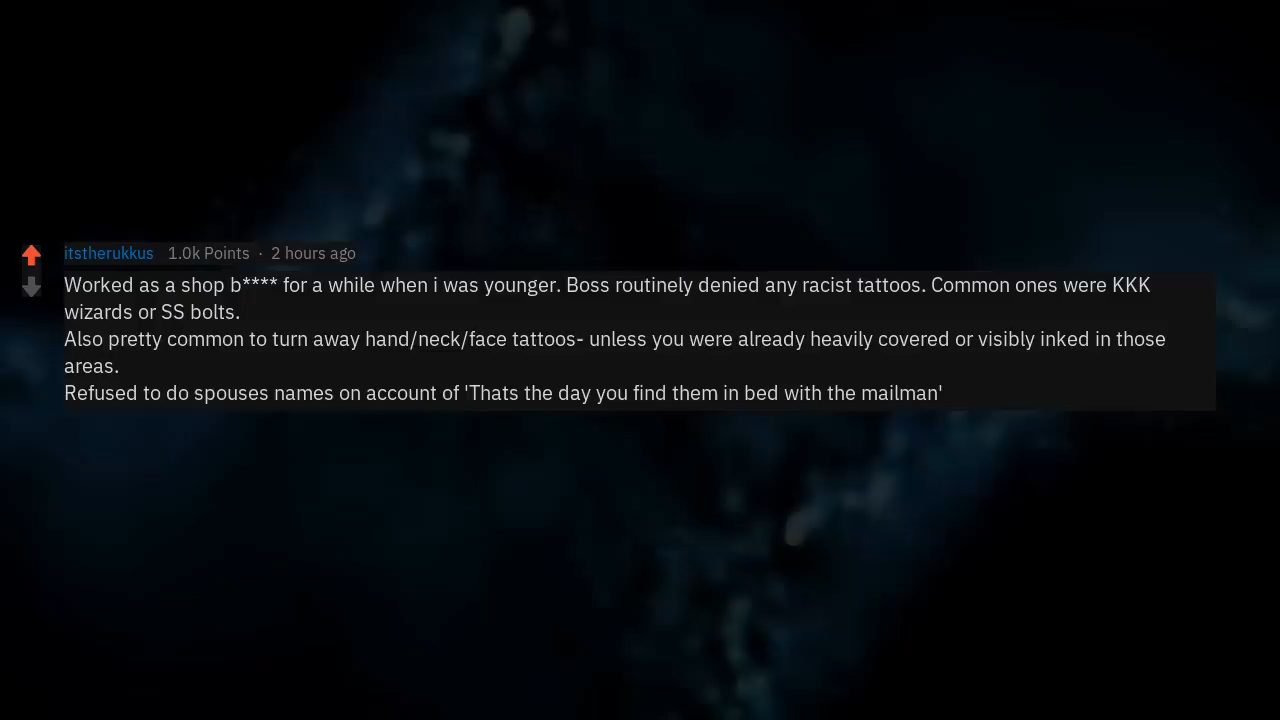 itstherukkus 1.0k Points · 2 hours ago
Worked as a shop b**** for a while when i was younger. Boss routinely denied any racist tattoos. Common ones were KKK
wizards or SS bolts.
Also pretty common to turn away hand/neck/face tattoos- unless you were already heavily covered or visibly inked in those
areas.
Refused to do spouses names on account of 'Thats the day you find them in bed with the mailman'